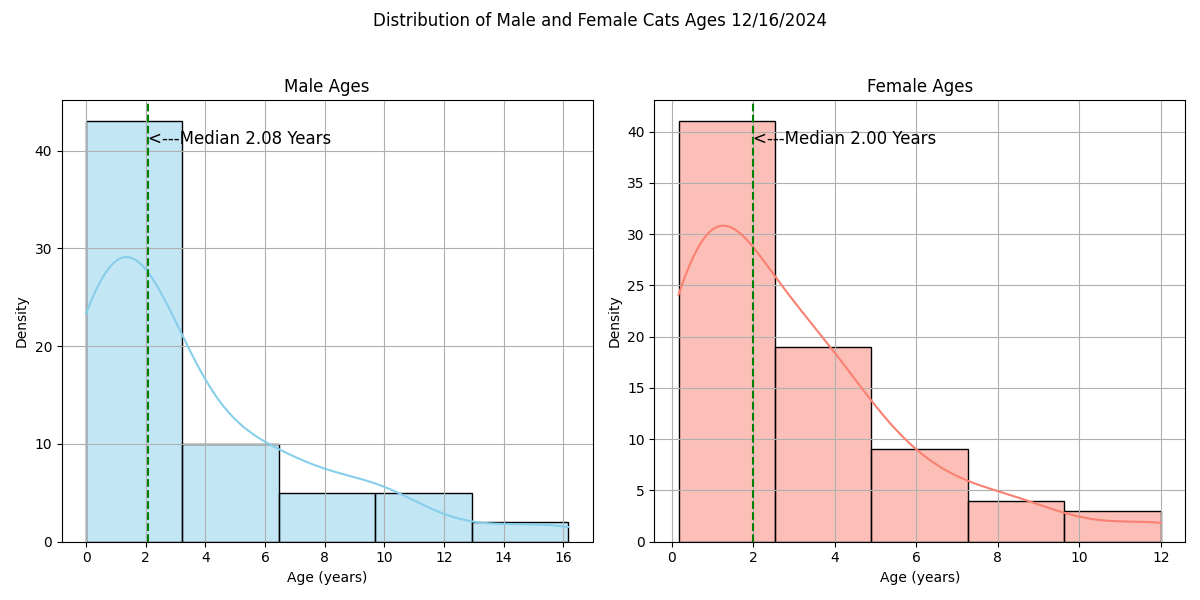 Distribution of Male and Female Cats Ages 12/16/2024
Male Ages
Density
40
30
20
10
0
<---Median 2.08 Years
0 2 4 6 8 10 12 14 16
Age (years)
Female Ages
Density
40
35
30
25
20
15
10
5
0
<---Median 2.00 Years
0 2 4 6 8 10 12
Age (years)